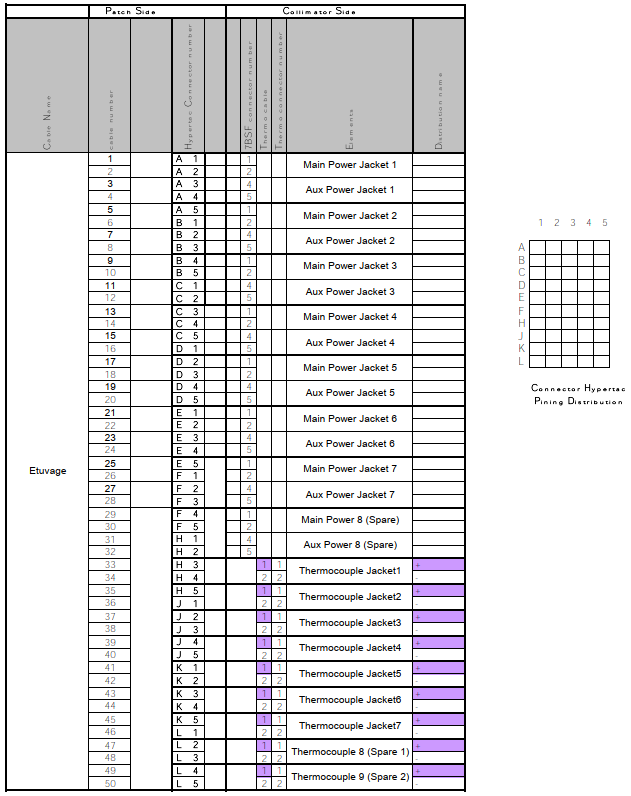 Patch Side Collimator Side
Cable Name cable number Hypertac Connector number 7BSF connector number Thermo cable Thermo connector number Elements Distribution name
1 A 1 1 Main Power Jacket 1
2 A 2 2
3 A 3 4 Aux Power Jacket 1
4 A 4 5
5 A 5 1 Main Power Jacket 2
6 B 1 2
7 B 2 4 Aux Power Jacket 2
8 B 3 5
9 B 4 1 Main Power Jacket 3
10 B 5 2
11 C 1 4 Aux Power Jacket 3
12 C 2 5
13 C 3 1 Main Power Jacket 4
14 C 4 2
15 C 5 4 Aux Power Jacket 4
16 D 1 5
17 D 2 1 Main Power Jacket 5
18 D 3 2
19 D 4 4 Aux Power Jacket 5
20 D 5 5
21 E 1 1 Main Power Jacket 6
22 E 2 2
23 E 3 4 Aux Power Jacket 6
24 E 4 5
Etuvage
25 E 5 1 Main Power Jacket 7
26 F 1 2
27 F 2 4 Aux Power Jacket 7
28 F 3 5
29 F 4 1 Main Power 8 (Spare)
30 F 5 2
31 H 1 4 Aux Power 8 (Spare)
32 H 2 5
33 H 3 1 1 Thermocouple Jacket1 +
34 H 4 2 2 -
35 H 5 1 1 Thermocouple Jacket2 +
36 J 1 2 2 -
37 J 2 1 1 Thermocouple Jacket3 +
38 J 3 2 2 -
39 J 4 1 1 Thermocouple Jacket4 +
40 J 5 2 2 -
41 K 1 1 1 Thermocouple Jacket5 +
42 K 2 2 2 -
43 K 3 1 1 Thermocouple Jacket6 +
44 K 4 2 2 -
45 K 5 1 1 Thermocouple Jacket7 +
46 L 1 2 2 -
47 L 2 1 1 Thermocouple 8 (Spare 1) +
48 L 3 2 2 -
49 L 4 1 1 Thermocouple 9 (Spare 2) +
50 L 5 2 2 -
1 2 3 4 5
A
B
C
D
E
F
H
J
K
L
Connector Hypertac
Pining Distribution